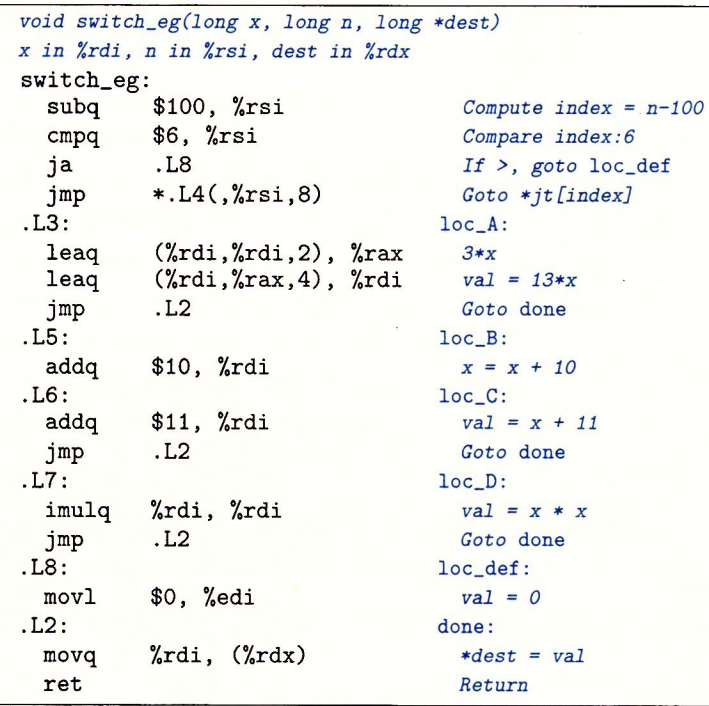 void switch_eg(long x, long n, long *dest)
x in %rdi, n in %rsi, dest in %rdx
switch_eg:
subq $100, %rsi Compute index = n-100
cmpq $6, %rsi Compare index:6
ja .L8 If >, goto loc_def
jmp *.L4(,%rsi,8) Goto *jt[index]
.L3: loc_A:
leaq (%rdi,%rdi,2), %rax 3*x
leaq (%rdi,%rax,4), %rdi val = 13*x
jmp .L2 Goto done
.L5: loc_B:
addq $10, %rdi x = x + 10
.L6: loc_C:
addq $11, %rdi val = x + 11
jmp .L2 Goto done
.L7: loc_D:
imulq %rdi, %rdi val = x * x
jmp .L2 Goto done
.L8: loc_def:
movl $0, %edi val = 0
.L2: done:
movq %rdi, (%rdx) *dest = val
ret Return